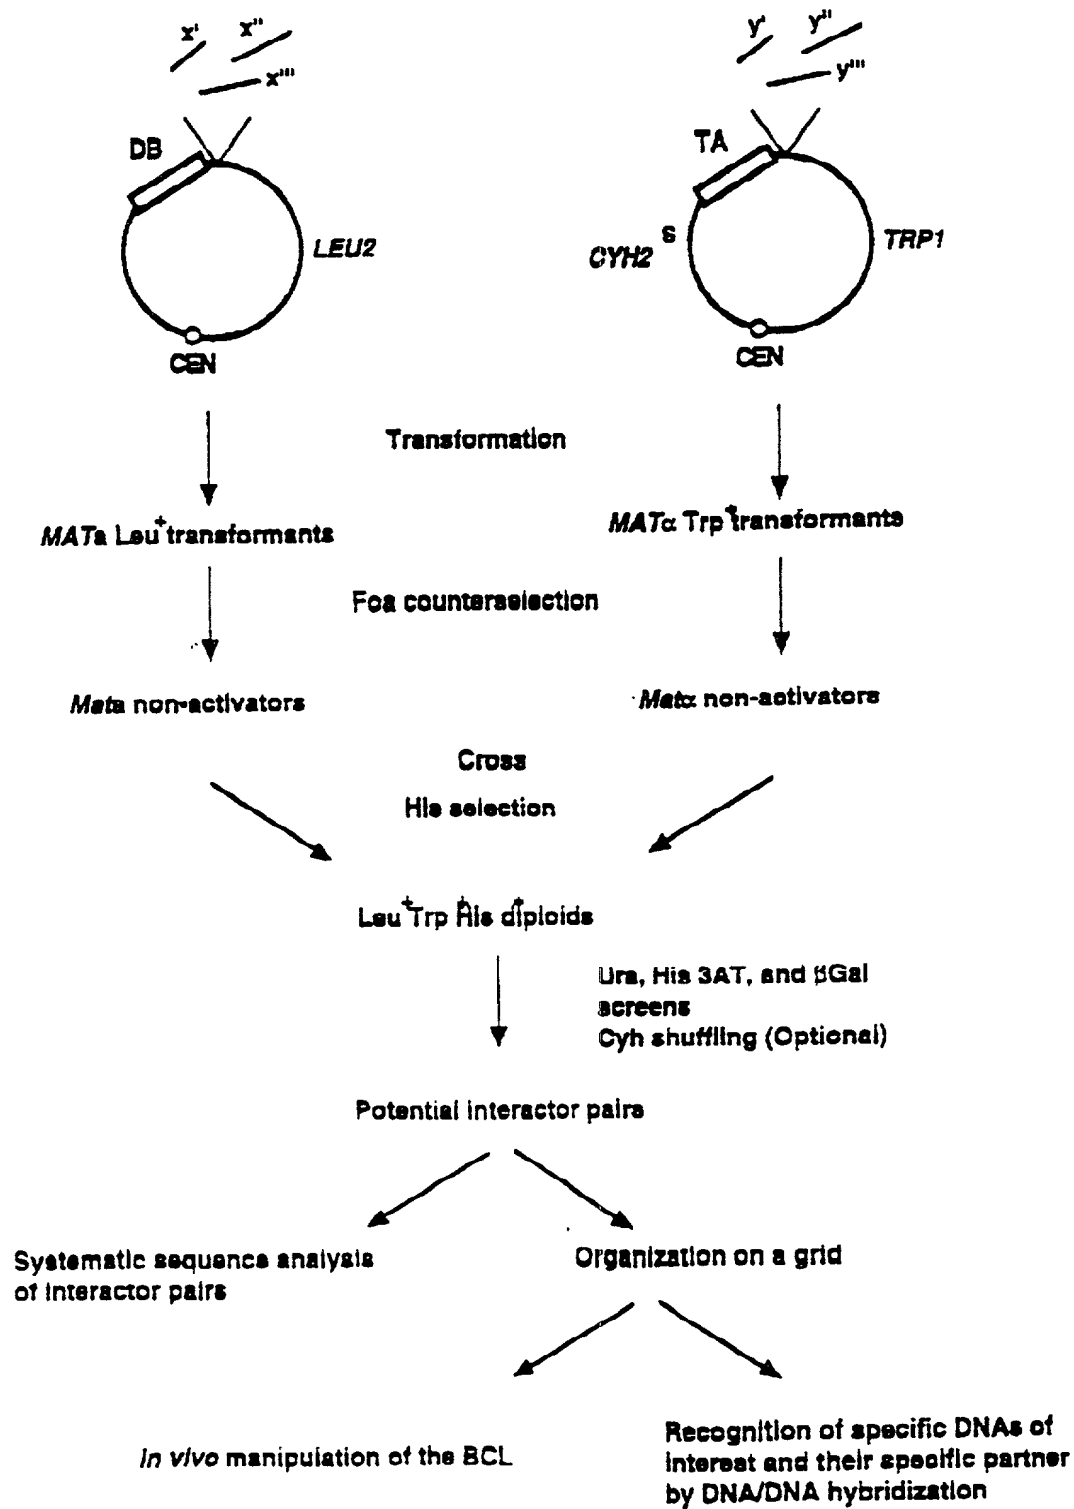 x' x'' x'''
y' y'' y'''
DB
TA
LEU2
CYH2 s
TRP1
CEN
CEN
Transformation
MATa Leu+ transformants
MATα Trp+ transformants
Foa counterselection
Mata non-activators
Matα non-activators
Cross
His selection
Leu+ Trp+ His+ diploids
Ura, His 3AT, and βGal
screens
Cyh shuffling (Optional)
Potential interactor pairs
Systematic sequence analysis
of interactor pairs
Organization on a grid
In vivo manipulation of the BCL
Recognition of specific DNAs of
interest and their specific partner
by DNA/DNA hybridization